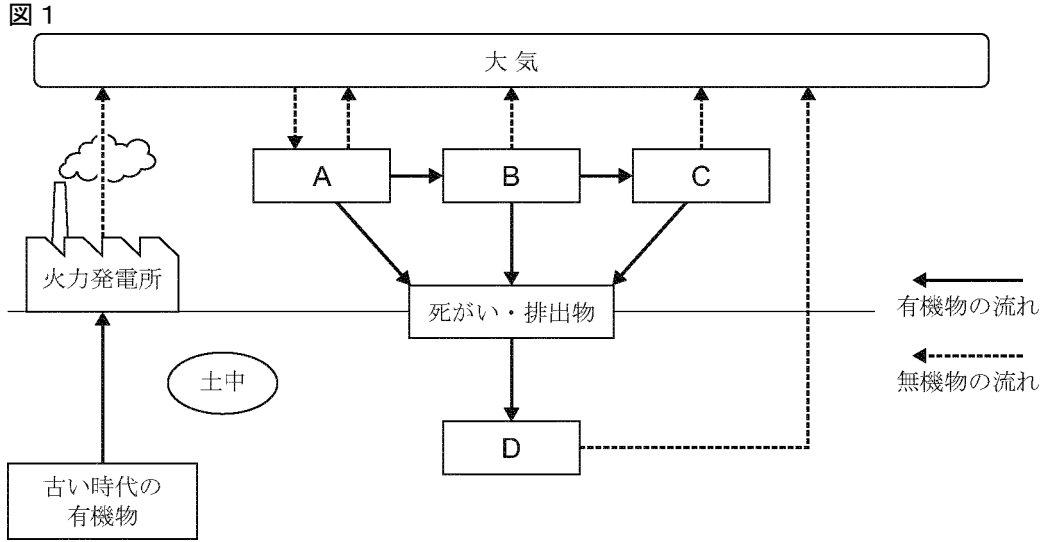 図1
大気
A
B
C
火力発電所
死がい・排出物
有機物の流れ
無機物の流れ
土中
D
古い時代の
有機物